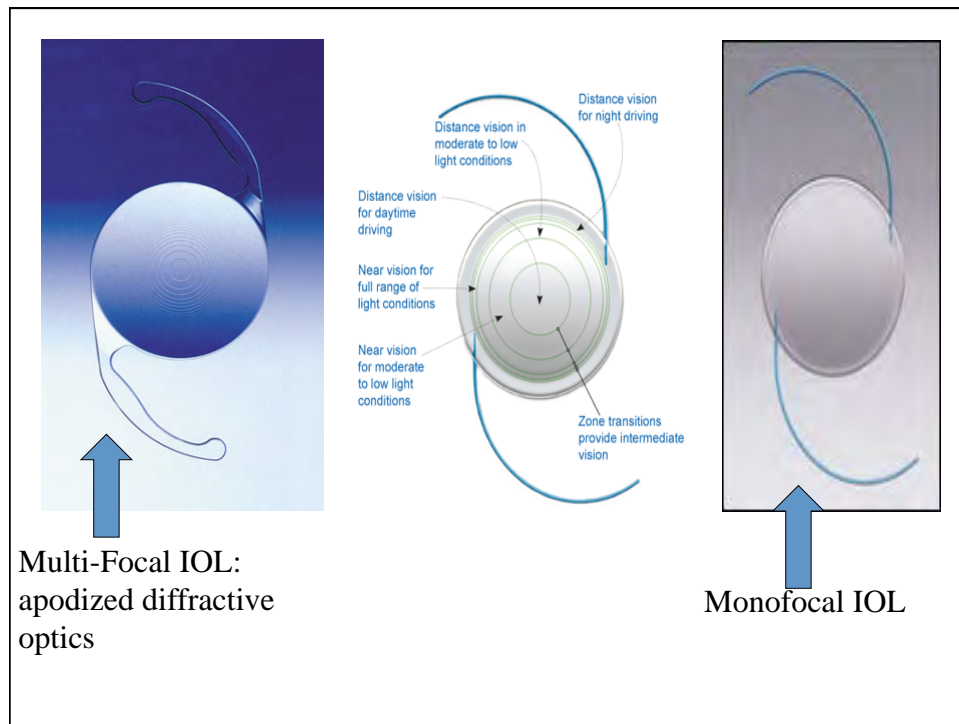 Distance vision
for night driving
Distance vision in
moderate to low
light conditions
Distance vision
for daytime
driving
Near vision for
full range of
light conditions
Near vision
for moderate
to low light
conditions
Zone transitions
provide intermediate
vision
Multi-Focal IOL:
apodized diffractive
optics
Monofocal IOL